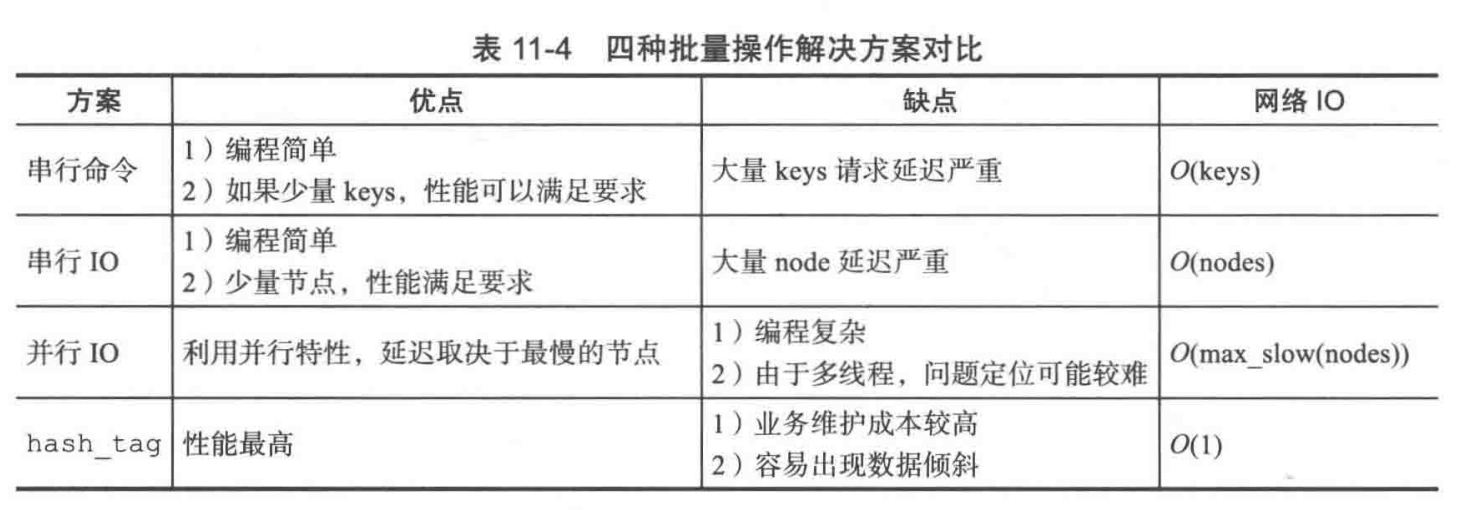 表 11-4 四种批量操作解决方案对比
方案 优点 缺点 网络 IO
串行命令
1）编程简单
2）如果少量 keys，性能可以满足要求
大量 keys 请求延迟严重
O(keys)
串行 IO
1）编程简单
2）少量节点，性能满足要求
大量 node 延迟严重
O(nodes)
并行 IO
利用并行特性，延迟取决于最慢的节点
1）编程复杂
2）由于多线程，问题定位可能较难
O(max_slow(nodes))
hash_tag
性能最高
1）业务维护成本较高
2）容易出现数据倾斜
O(1)